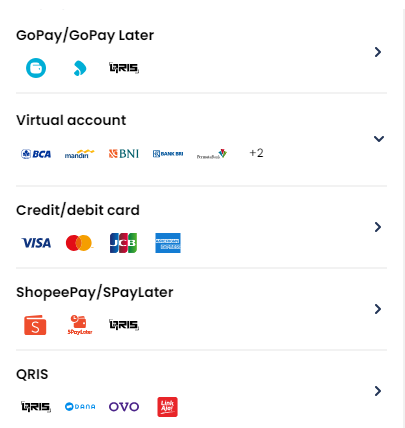 GoPay/GoPay Later
QRIS
Virtual account
BCA mandiri BNI BANK BRI PermataBank +2
Credit/debit card
VISA JCB AMERICAN EXPRESS
ShopeePay/SPayLater
S SPayLater QRIS
QRIS
QRIS DANA OVO LinkAja!